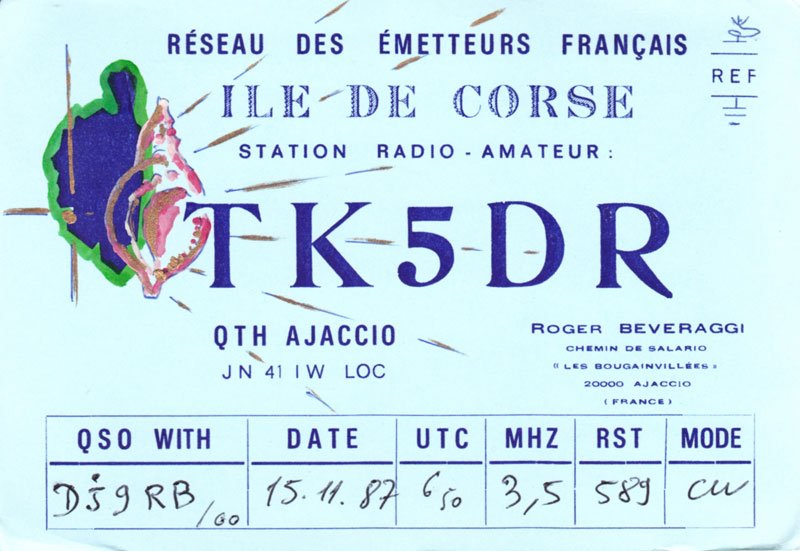 RÉSEAU DES ÉMETTEURS FRANÇAIS
REF
ILE DE CORSE
STATION RADIO - AMATEUR :
TK5DR
QTH AJACCIO
JN 41 IW LOC
ROGER BEVERAGGI
CHEMIN DE SALARIO
« LES BOUGAINVILLÉES »
20000 AJACCIO
(FRANCE)
QSO WITH DATE UTC MHZ RST MODE
DJ9RB 15.11.87 6 50 3,5 589 CW